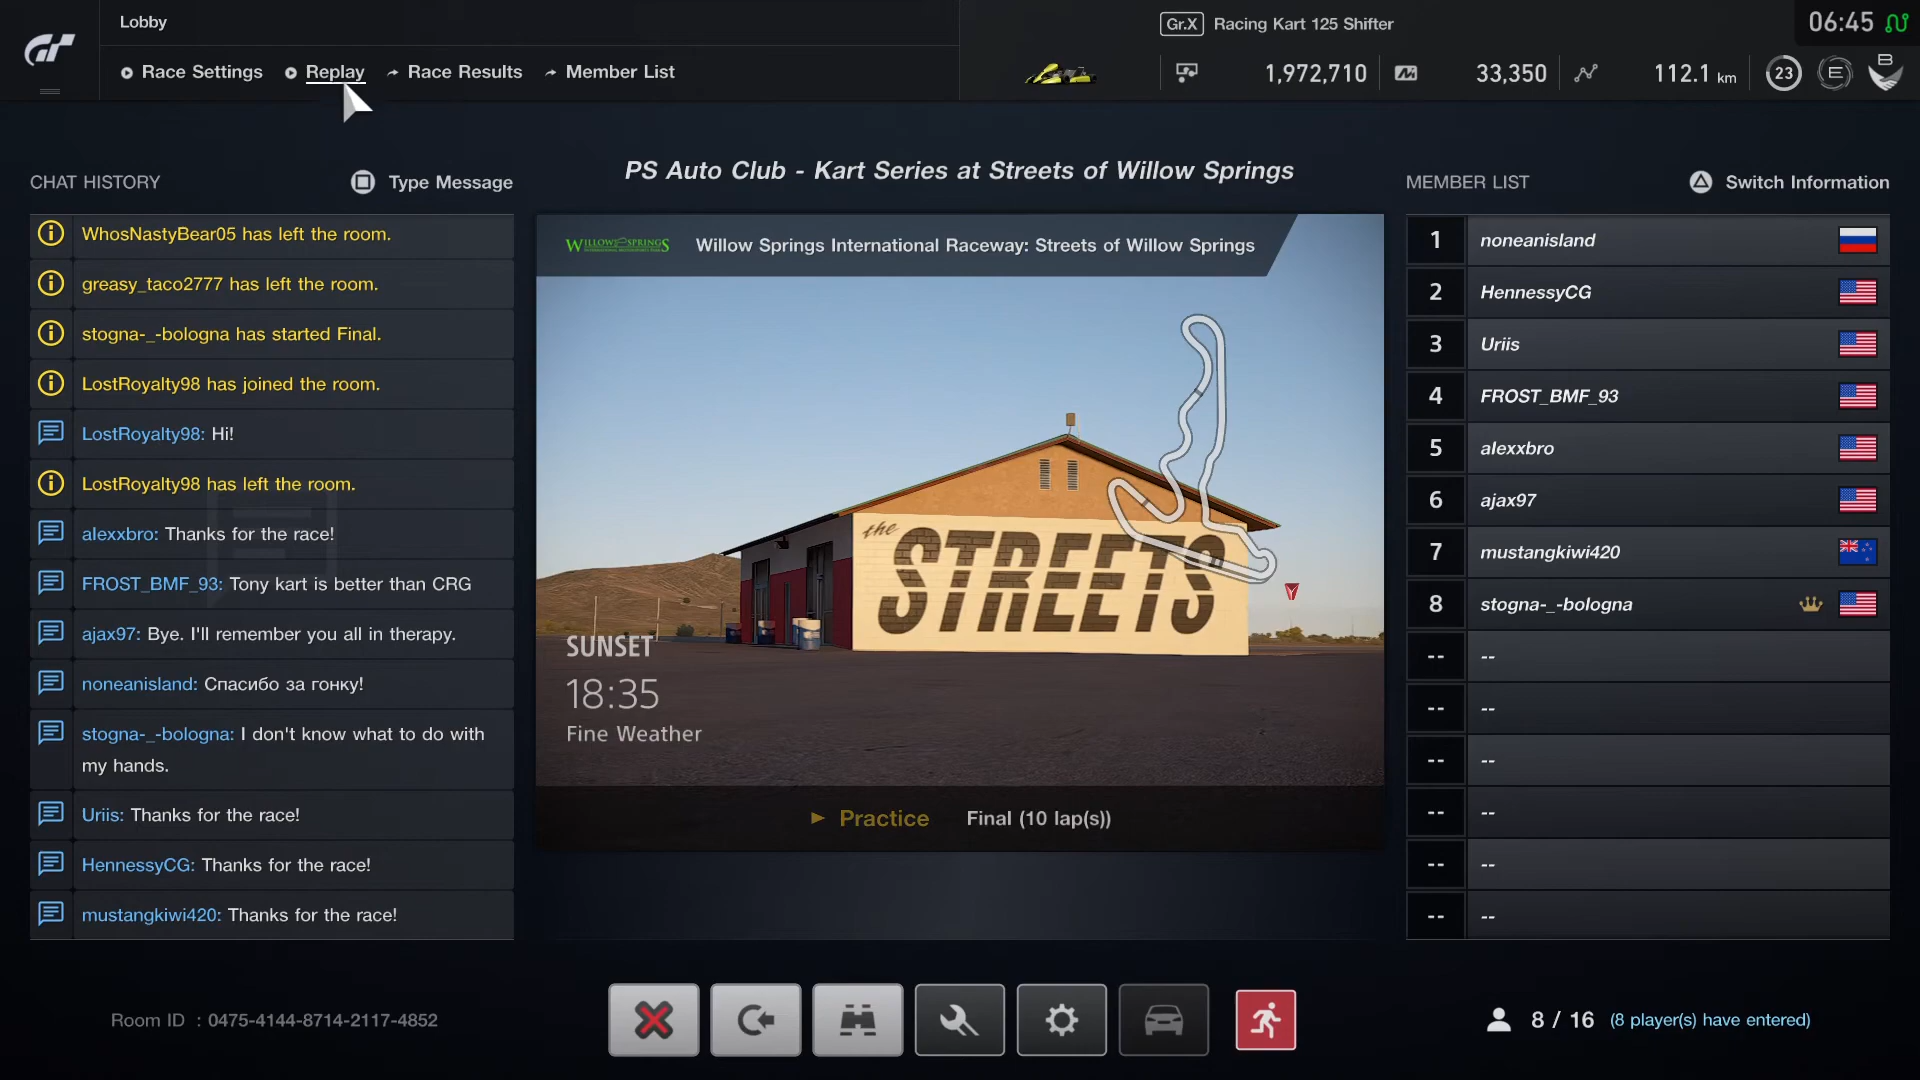 Lobby
Race Settings
Replay
Race Results
Member List
Gr.X Racing Kart 125 Shifter
06:45
1,972,710
33,350
112.1 km
23
E
B
CHAT HISTORY
Type Message
WhosNastyBear05 has left the room.
greasy_taco2777 has left the room.
stogna-_-bologna has started Final.
LostRoyalty98 has joined the room.
LostRoyalty98: Hi!
LostRoyalty98 has left the room.
alexxbro: Thanks for the race!
FROST_BMF_93: Tony kart is better than CRG
ajax97: Bye. I'll remember you all in therapy.
noneanisland: Спасибо за гонку!
stogna-_-bologna: I don't know what to do with
my hands.
Uriis: Thanks for the race!
HennessyCG: Thanks for the race!
mustangkiwi420: Thanks for the race!
PS Auto Club - Kart Series at Streets of Willow Springs
WILLOW SPRINGS
Willow Springs International Raceway: Streets of Willow Springs
the
STREETS
SUNSET
18:35
Fine Weather
Practice
Final (10 lap(s))
MEMBER LIST
Switch Information
1 noneanisland
2 HennessyCG
3 Uriis
4 FROST_BMF_93
5 alexxbro
6 ajax97
7 mustangkiwi420
8 stogna-_-bologna
-- --
-- --
-- --
-- --
-- --
-- --
Room ID : 0475-4144-8714-2117-4852
8 / 16 (8 player(s) have entered)